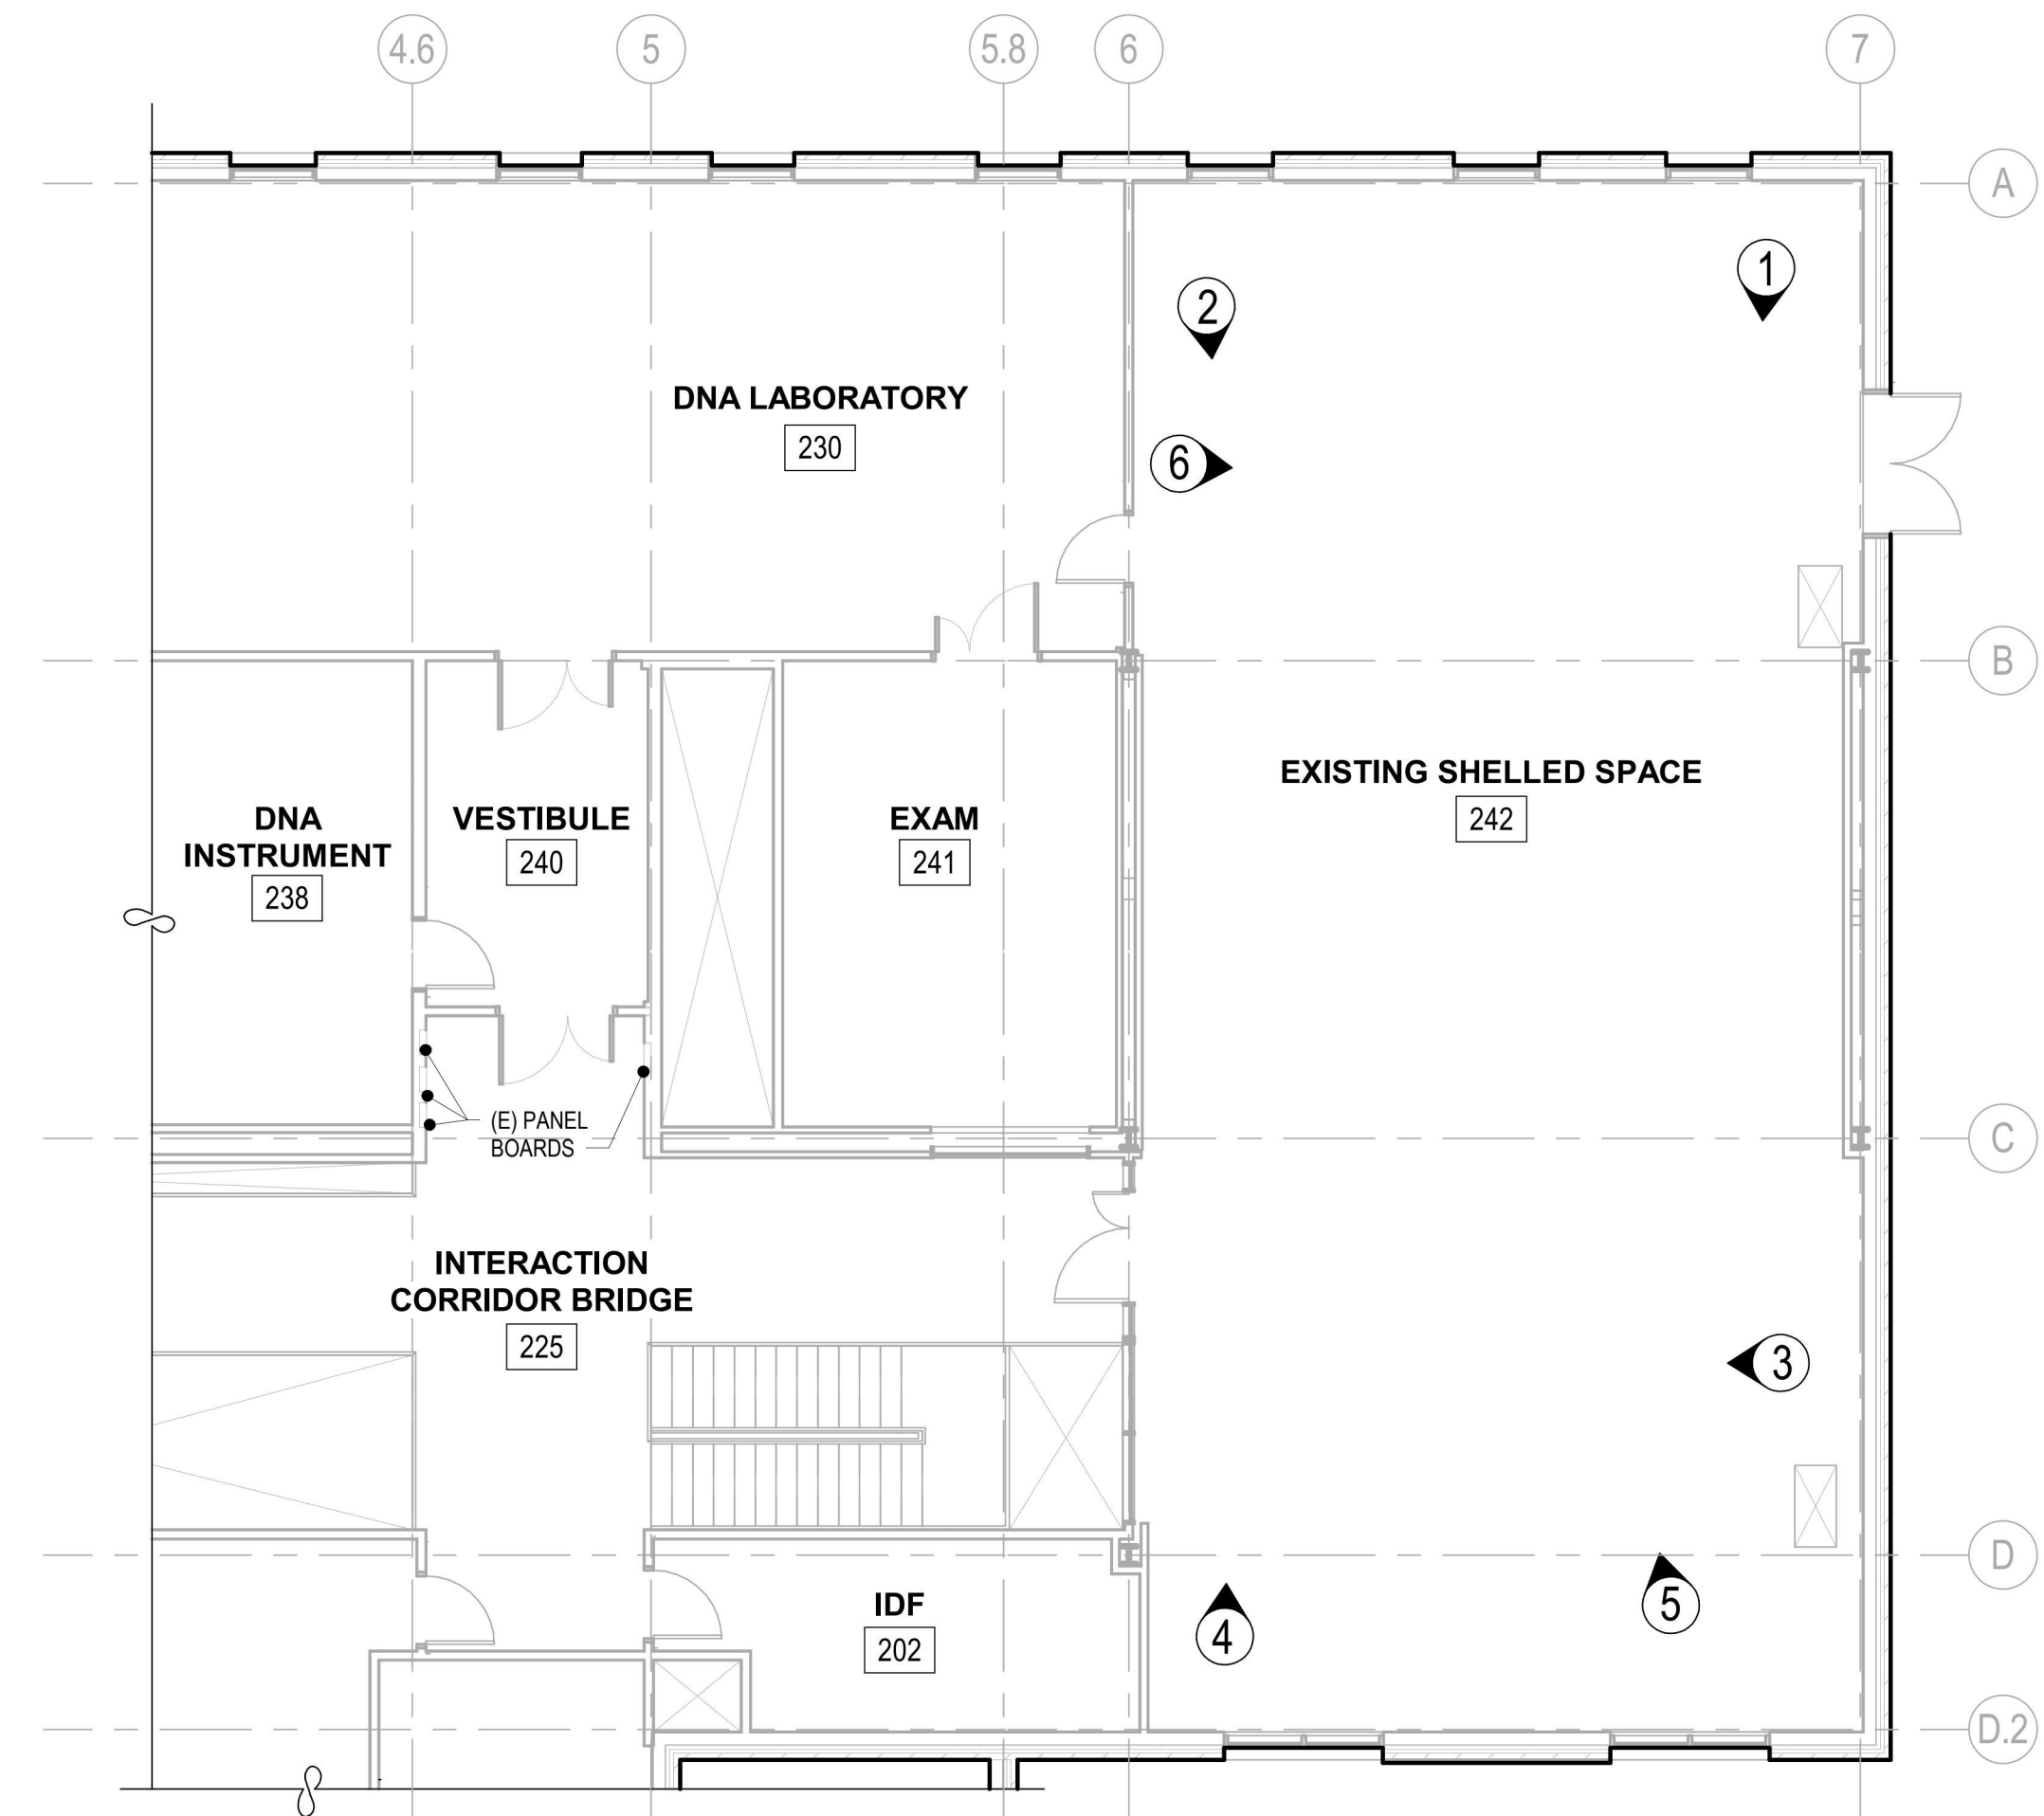 4.6
5
5.8
6
7
A
1
2
DNA LABORATORY
230
6
B
EXISTING SHELLED SPACE
242
DNA
INSTRUMENT
238
VESTIBULE
240
EXAM
241
(E) PANEL
BOARDS
C
INTERACTION
CORRIDOR BRIDGE
225
3
D
IDF
202
4
5
D.2